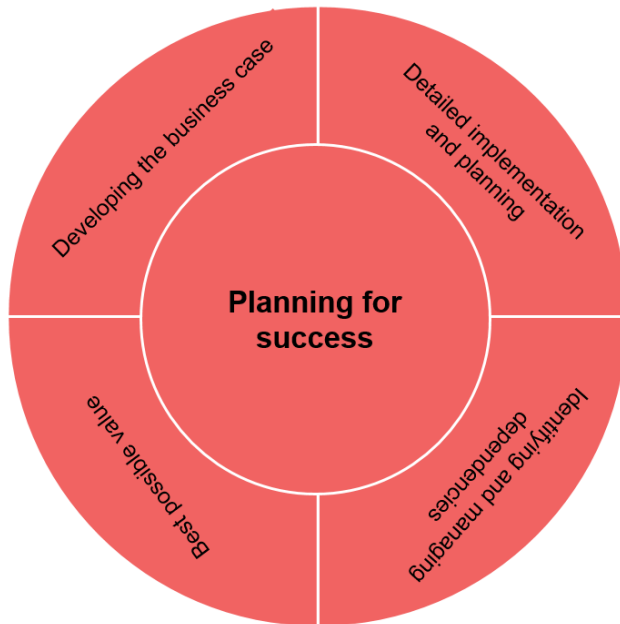 Developing the business case
Detailed implementation
and planning
Planning for
success
Best possible value
Identifying and managing
dependencies